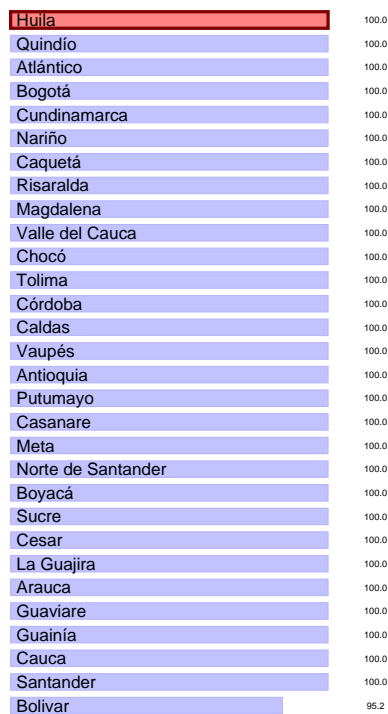 Huila 100.0
Quindío 100.0
Atlántico 100.0
Bogotá 100.0
Cundinamarca 100.0
Nariño 100.0
Caquetá 100.0
Risaralda 100.0
Magdalena 100.0
Valle del Cauca 100.0
Chocó 100.0
Tolima 100.0
Córdoba 100.0
Caldas 100.0
Vaupés 100.0
Antioquia 100.0
Putumayo 100.0
Casanare 100.0
Meta 100.0
Norte de Santander 100.0
Boyacá 100.0
Sucre 100.0
Cesar 100.0
La Guajira 100.0
Arauca 100.0
Guaviare 100.0
Guainía 100.0
Cauca 100.0
Santander 100.0
Bolivar 95.2